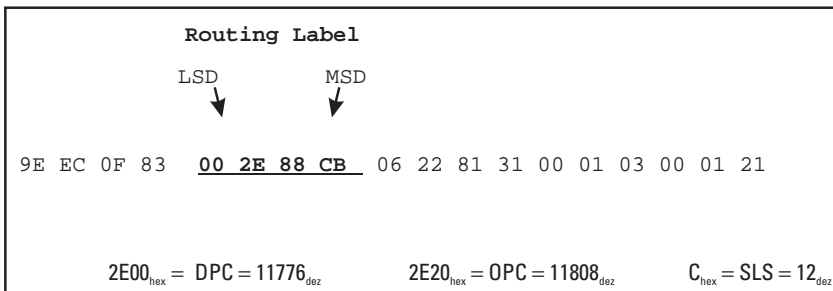 Routing Label
LSD MSD
9E EC 0F 83 00 2E 88 CB 06 22 81 31 00 01 03 00 01 21
2E00hex = DPC = 11776dez 2E20hex = OPC = 11808dez Chex = SLS = 12dez